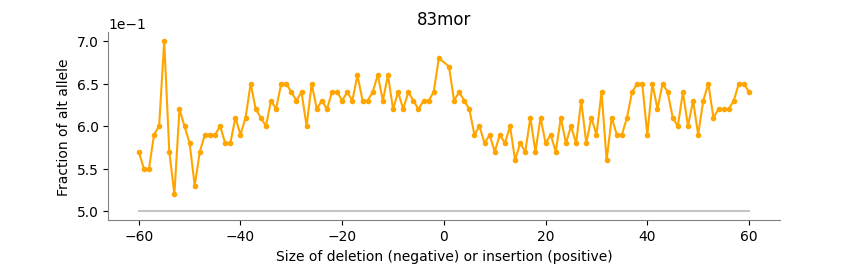 83mor
1e−1
7.0
6.5
6.0
5.5
5.0
Fraction of alt allele
−60 −40 −20 0 20 40 60
Size of deletion (negative) or insertion (positive)